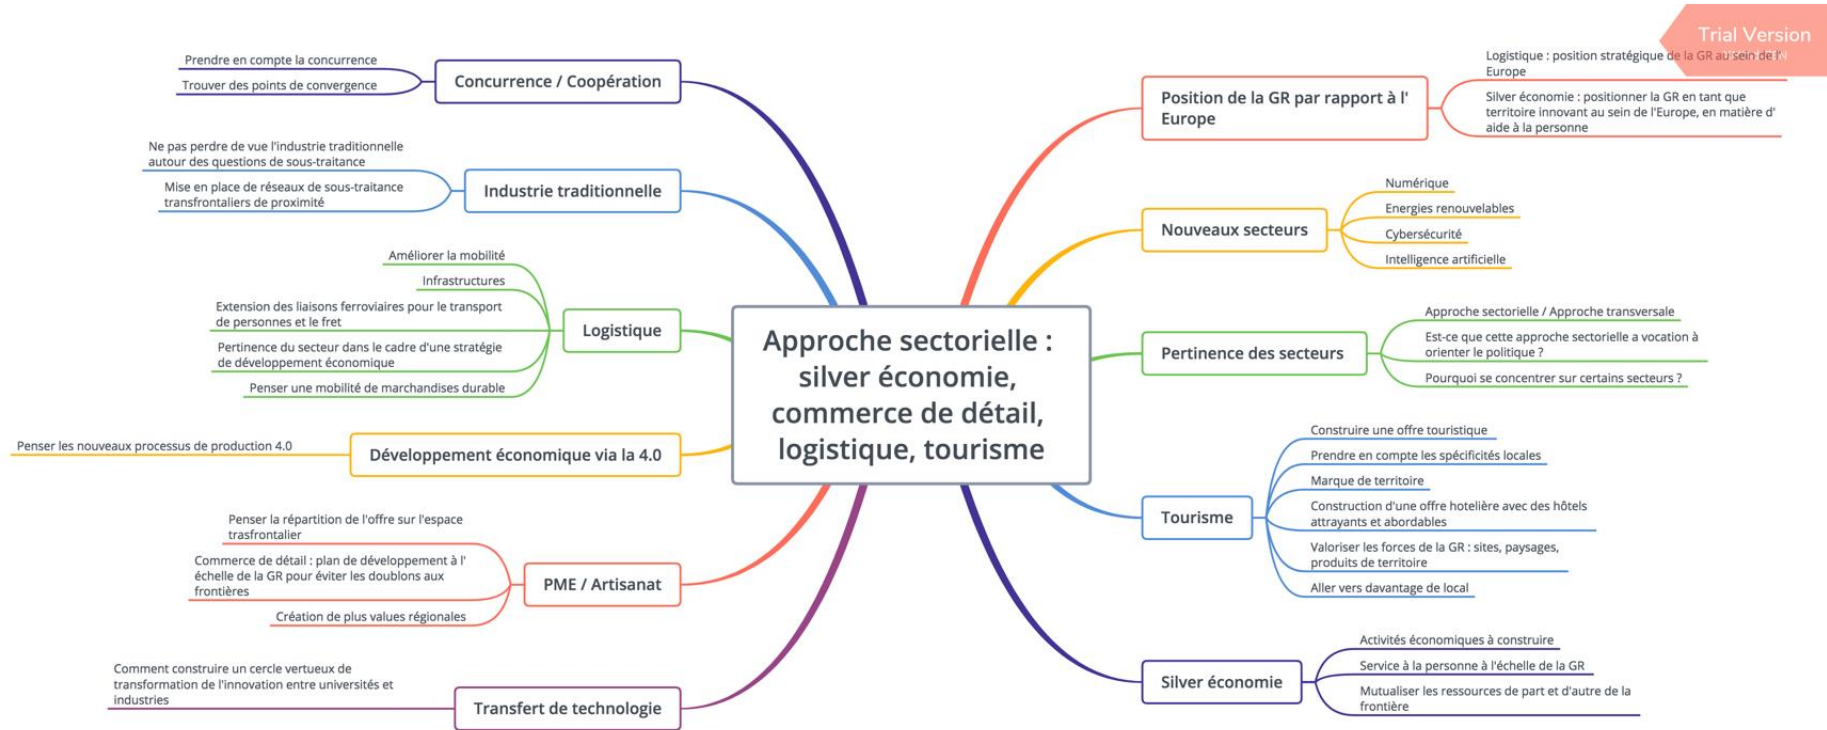 Approche sectorielle :
silver économie,
commerce de détail,
logistique, tourisme
Position de la GR par rapport à l'
Europe
Logistique : position stratégique de la GR au sein de l'
Europe
Silver économie : positionner la GR en tant que
territoire innovant au sein de l'Europe, en matière d'
aide à la personne
Nouveaux secteurs
Numérique
Energies renouvelables
Cybersécurité
Intelligence artificielle
Pertinence des secteurs
Approche sectorielle / Approche transversale
Est-ce que cette approche sectorielle a vocation à
orienter le politique ?
Pourquoi se concentrer sur certains secteurs ?
Tourisme
Construire une offre touristique
Prendre en compte les spécificités locales
Marque de territoire
Construction d'une offre hotelière avec des hôtels
attrayants et abordables
Valoriser les forces de la GR : sites, paysages,
produits de territoire
Aller vers davantage de local
Silver économie
Activités économiques à construire
Service à la personne à l'échelle de la GR
Mutualiser les ressources de part et d'autre de la
frontière
Concurrence / Coopération
Prendre en compte la concurrence
Trouver des points de convergence
Industrie traditionnelle
Ne pas perdre de vue l'industrie traditionnelle
autour des questions de sous-traitance
Mise en place de réseaux de sous-traitance
transfrontaliers de proximité
Logistique
Améliorer la mobilité
Infrastructures
Extension des liaisons ferroviaires pour le transport
de personnes et le fret
Pertinence du secteur dans le cadre d'une stratégie
de développement économique
Penser une mobilité de marchandises durable
Développement économique via la 4.0
Penser les nouveaux processus de production 4.0
PME / Artisanat
Penser la répartition de l'offre sur l'espace
trasfrontalier
Commerce de détail : plan de développement à l'
échelle de la GR pour éviter les doublons aux
frontières
Création de plus values régionales
Transfert de technologie
Comment construire un cercle vertueux de
transformation de l'innovation entre universités et
industries
Trial Version